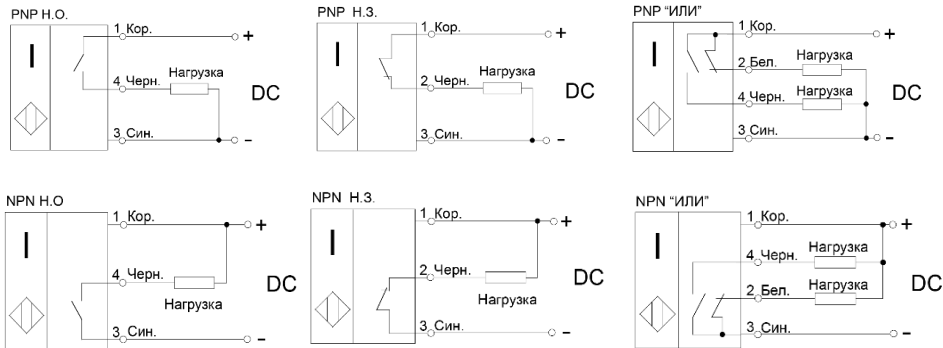 PNP Н.О.
1 Кор.
+
4 Черн.
Нагрузка
DC
3 Син.
-
PNP Н.З.
1 Кор.
+
2 Черн.
Нагрузка
DC
3 Син.
-
PNP “ИЛИ”
1 Кор.
+
2 Бел.
Нагрузка
4 Черн.
Нагрузка
DC
3 Син.
-
NPN Н.О
1 Кор.
+
4 Черн.
Нагрузка
DC
3 Син.
-
NPN Н.З.
1 Кор.
+
2 Черн.
Нагрузка
DC
3 Син.
-
NPN “ИЛИ”
1 Кор.
+
4 Черн.
Нагрузка
2 Бел.
Нагрузка
DC
3 Син.
-